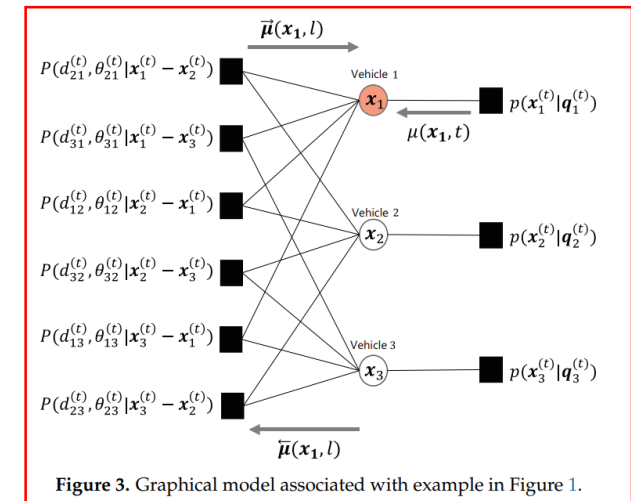 μ⃗(x₁, l)
P(d₂₁⁽ᵗ⁾, θ₂₁⁽ᵗ⁾|x₁⁽ᵗ⁾ − x₂⁽ᵗ⁾)
Vehicle 1
x₁
p(x₁⁽ᵗ⁾|q₁⁽ᵗ⁾)
μ(x₁, t)
P(d₃₁⁽ᵗ⁾, θ₃₁⁽ᵗ⁾|x₁⁽ᵗ⁾ − x₃⁽ᵗ⁾)
P(d₁₂⁽ᵗ⁾, θ₁₂⁽ᵗ⁾|x₂⁽ᵗ⁾ − x₁⁽ᵗ⁾)
Vehicle 2
x₂
p(x₂⁽ᵗ⁾|q₂⁽ᵗ⁾)
P(d₃₂⁽ᵗ⁾, θ₃₂⁽ᵗ⁾|x₂⁽ᵗ⁾ − x₃⁽ᵗ⁾)
P(d₁₃⁽ᵗ⁾, θ₁₃⁽ᵗ⁾|x₃⁽ᵗ⁾ − x₁⁽ᵗ⁾)
Vehicle 3
x₃
p(x₃⁽ᵗ⁾|q₃⁽ᵗ⁾)
P(d₂₃⁽ᵗ⁾, θ₂₃⁽ᵗ⁾|x₃⁽ᵗ⁾ − x₂⁽ᵗ⁾)
μ⃖(x₁, l)
Figure 3. Graphical model associated with example in Figure 1.